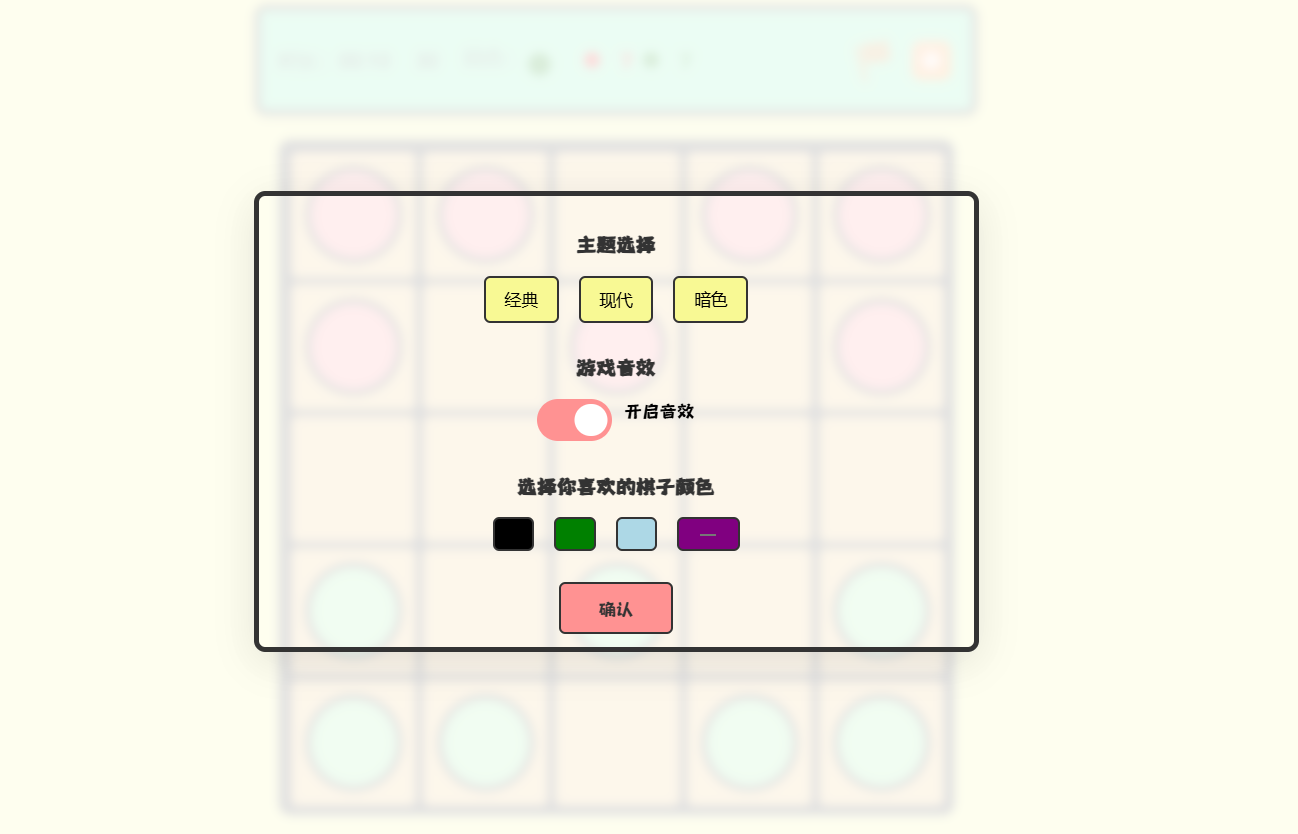 主题选择
经典 现代 暗色
游戏音效
开启音效
选择你喜欢的棋子颜色
一
确认